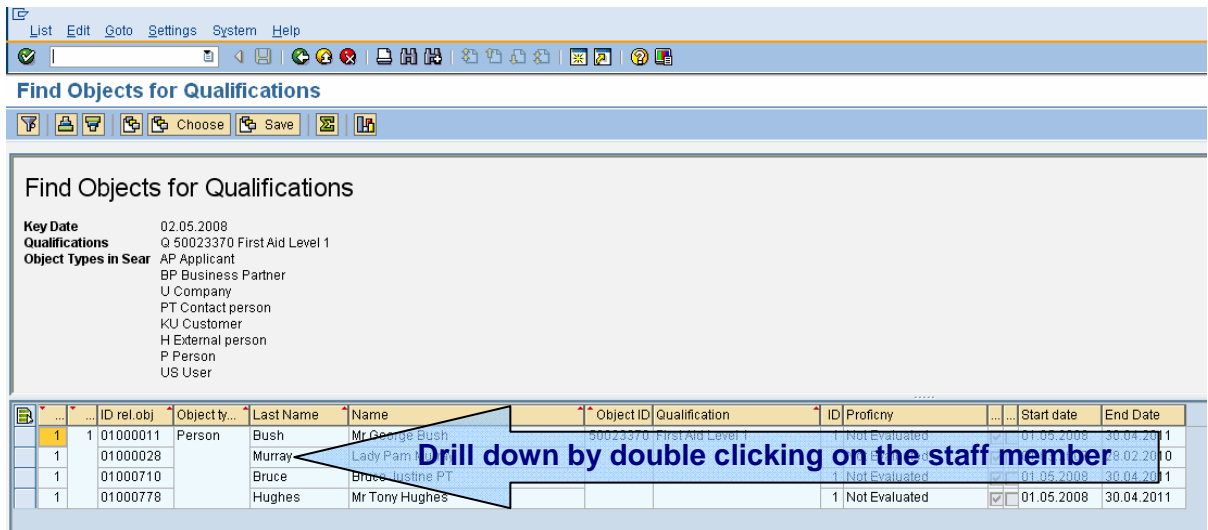 List Edit Goto Settings System Help
Find Objects for Qualifications
Choose Save
Find Objects for Qualifications
Key Date 02.05.2008
Qualifications Q 50023370 First Aid Level 1
Object Types in Sear AP Applicant
BP Business Partner
U Company
PT Contact person
KU Customer
H External person
P Person
US User
... ... ID rel.obj Object ty... Last Name Name Object ID Qualification ID Proficny ... ... Start date End Date
1 1 01000011 Person Bush Mr George Bush 50023370 First Aid Level 1 1 Not Evaluated 01.05.2008 30.04.2011
1 01000028 Murray Lady Pam 28.02.2010
Drill down by double clicking on the staff member
1 01000710 Bruce Bruce Justine PT 1 Not Evaluated 01.05.2008 30.04.2011
1 01000778 Hughes Mr Tony Hughes 1 Not Evaluated 01.05.2008 30.04.2011